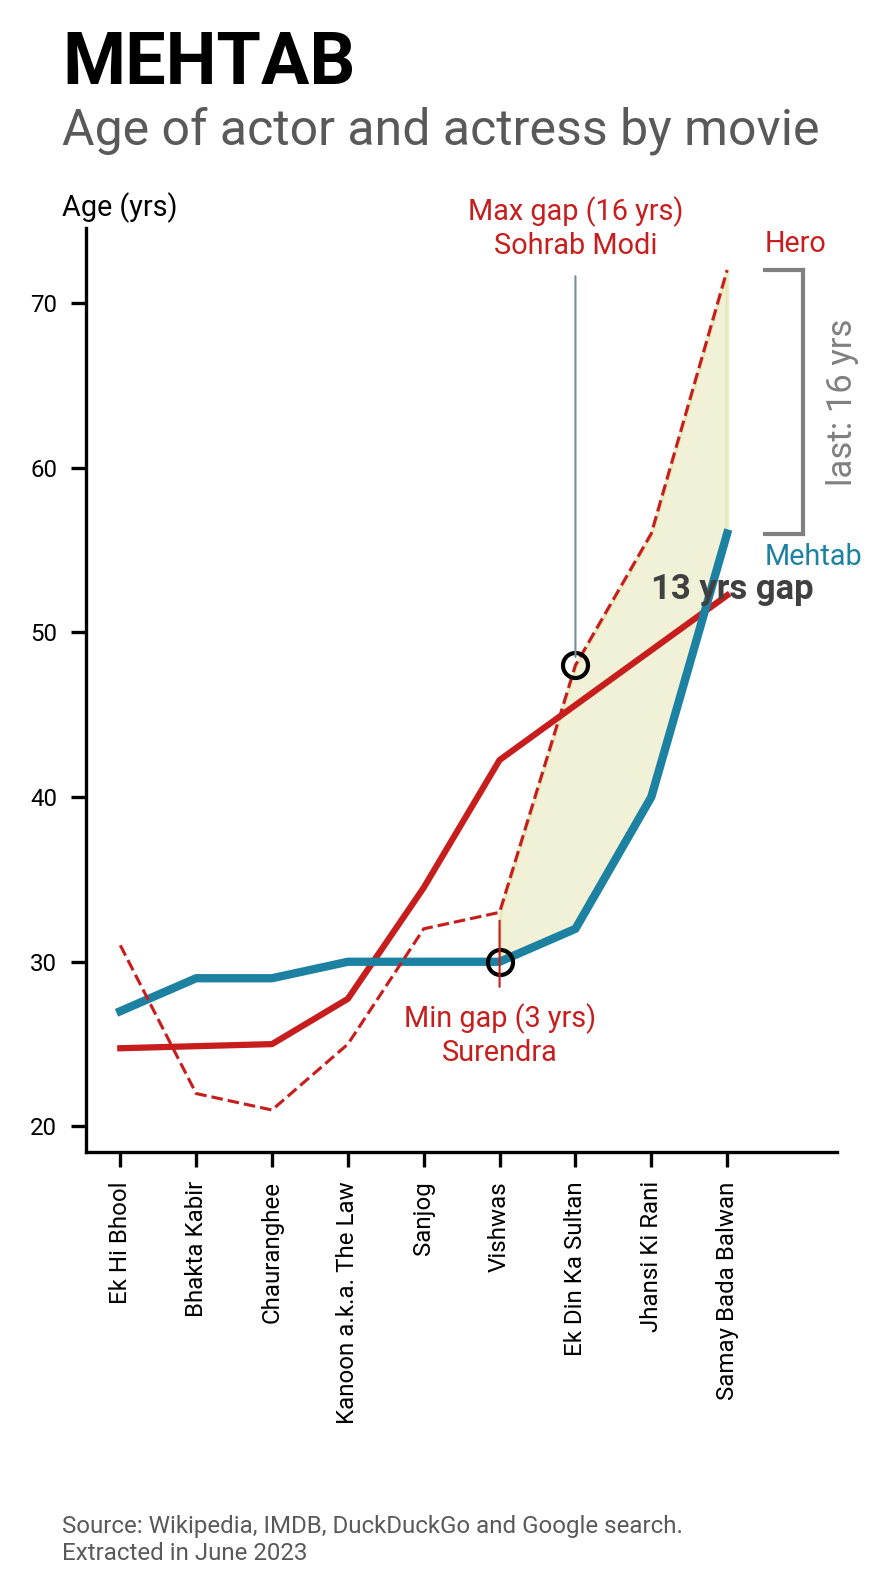 MEHTAB
Age of actor and actress by movie
Age (yrs)
Max gap (16 yrs)
Sohrab Modi
Hero
70
last: 16 yrs
60
Mehtab
13 yrs gap
50
40
30
Min gap (3 yrs)
Surendra
20
Ek Hi Bhool
Bhakta Kabir
Chauranghee
Kanoon a.k.a. The Law
Sanjog
Vishwas
Ek Din Ka Sultan
Jhansi Ki Rani
Samay Bada Balwan
Source: Wikipedia, IMDB, DuckDuckGo and Google search.
Extracted in June 2023